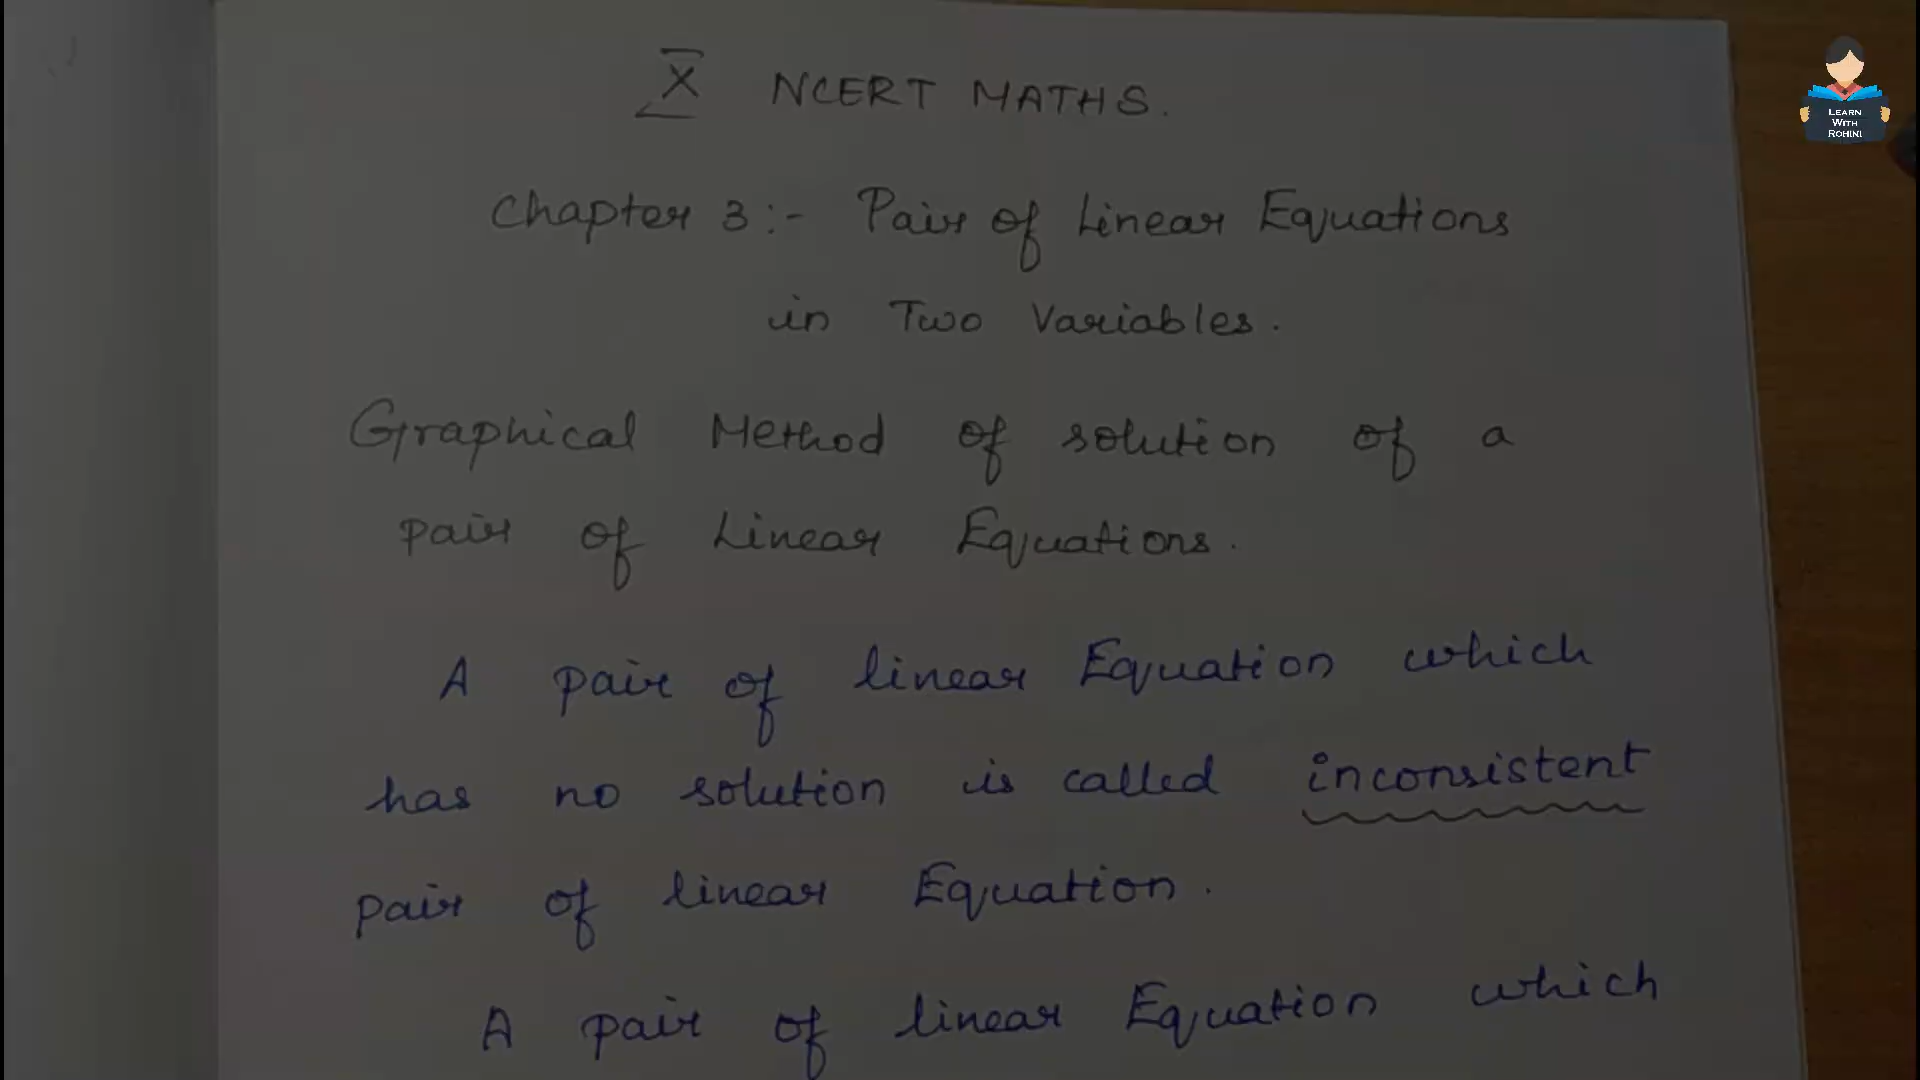 X NCERT MATHS.
LEARN
WITH
ROHINI
Chapter 3:- Pair of Linear Equations
in Two Variables.
Graphical Method of solution of a
pair of Linear Equations.
A pair of linear Equation which
has no solution is called inconsistent
pair of linear Equation.
A pair of linear Equation which